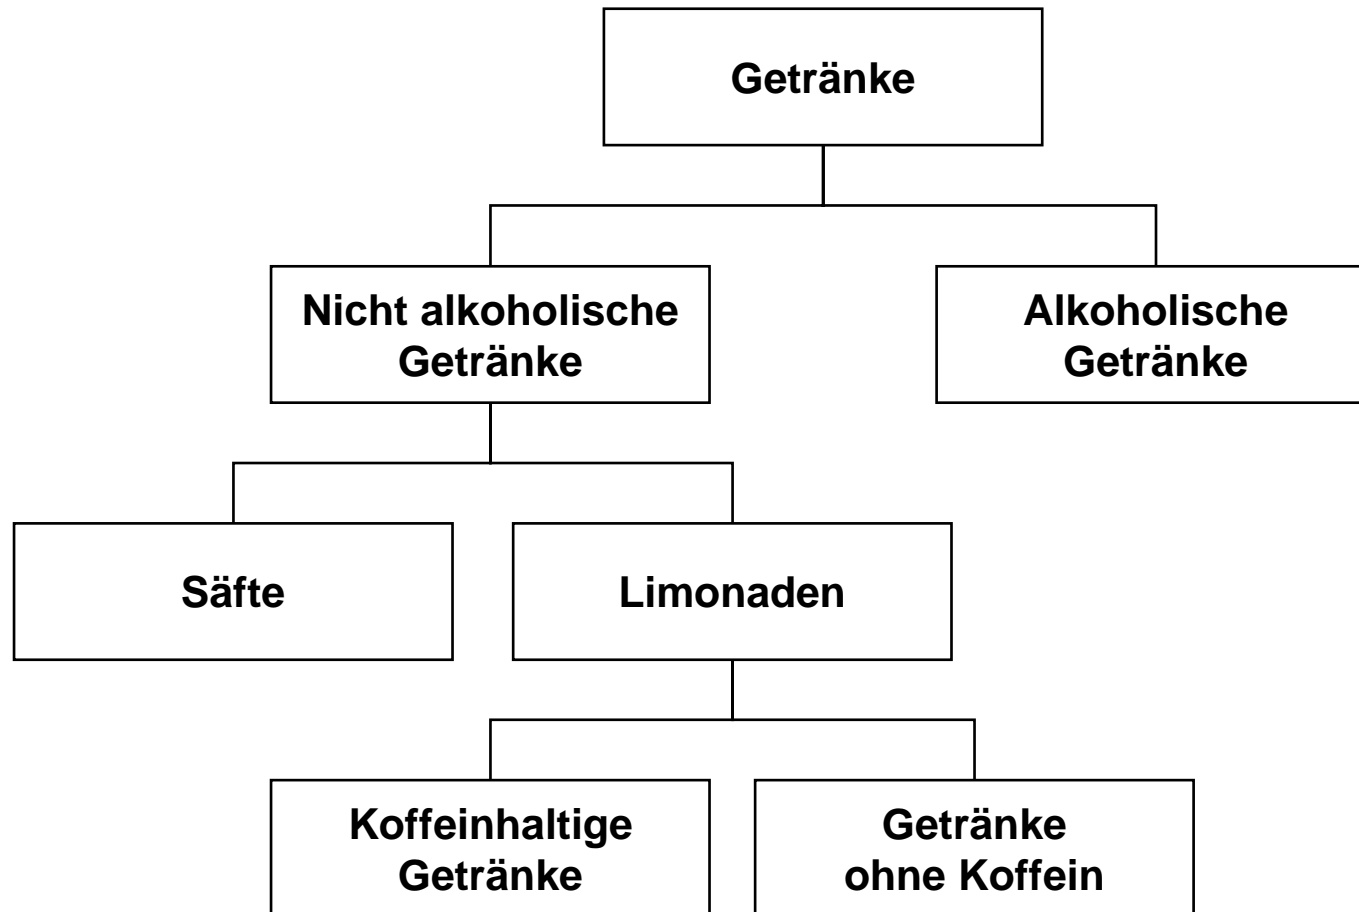 Getränke
Nicht alkoholische
Getränke
Alkoholische
Getränke
Säfte
Limonaden
Koffeinhaltige
Getränke
Getränke
ohne Koffein